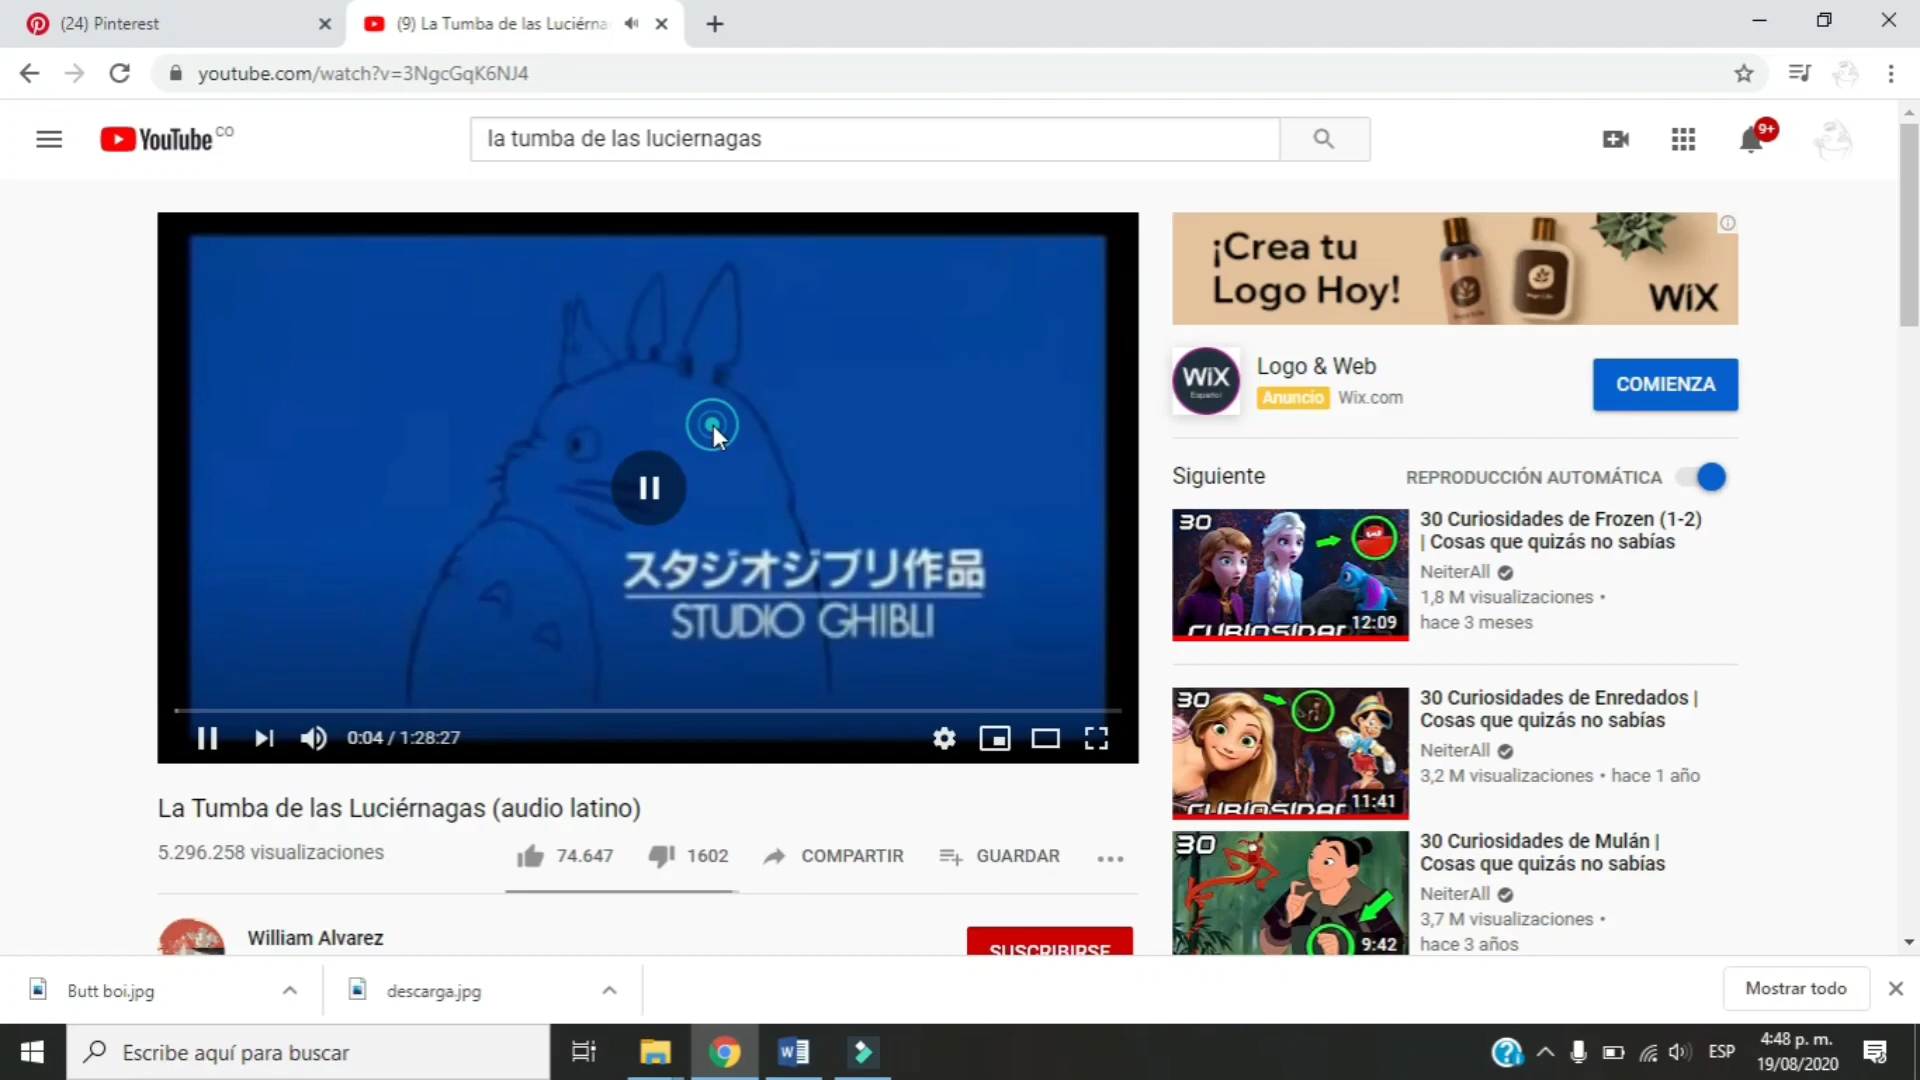 (24) Pinterest
(9) La Tumba de las Luciérna
youtube.com/watch?v=3NgcGqK6NJ4
YouTube CO
la tumba de las luciernagas
9+
スタジオジブリ作品
STUDIO GHIBLI
0:04 / 1:28:27
La Tumba de las Luciérnagas (audio latino)
5.296.258 visualizaciones
74.647
1602
COMPARTIR
GUARDAR
William Alvarez
SUSCRIBIRSE
¡Crea tu
Logo Hoy!
WiX
WiX
Español
Logo & Web
Anuncio Wix.com
COMIENZA
Siguiente
REPRODUCCIÓN AUTOMÁTICA
30
CURIOSIDAD
12:09
30 Curiosidades de Frozen (1-2)
| Cosas que quizás no sabías
NeiterAll
1,8 M visualizaciones •
hace 3 meses
30
CURIOSIDAD
11:41
30 Curiosidades de Enredados |
Cosas que quizás no sabías
NeiterAll
3,2 M visualizaciones • hace 1 año
30
9:42
30 Curiosidades de Mulán |
Cosas que quizás no sabías
NeiterAll
3,7 M visualizaciones •
hace 3 años
Butt boi.jpg
descarga.jpg
Mostrar todo
Escribe aquí para buscar
ESP
4:48 p. m.
19/08/2020